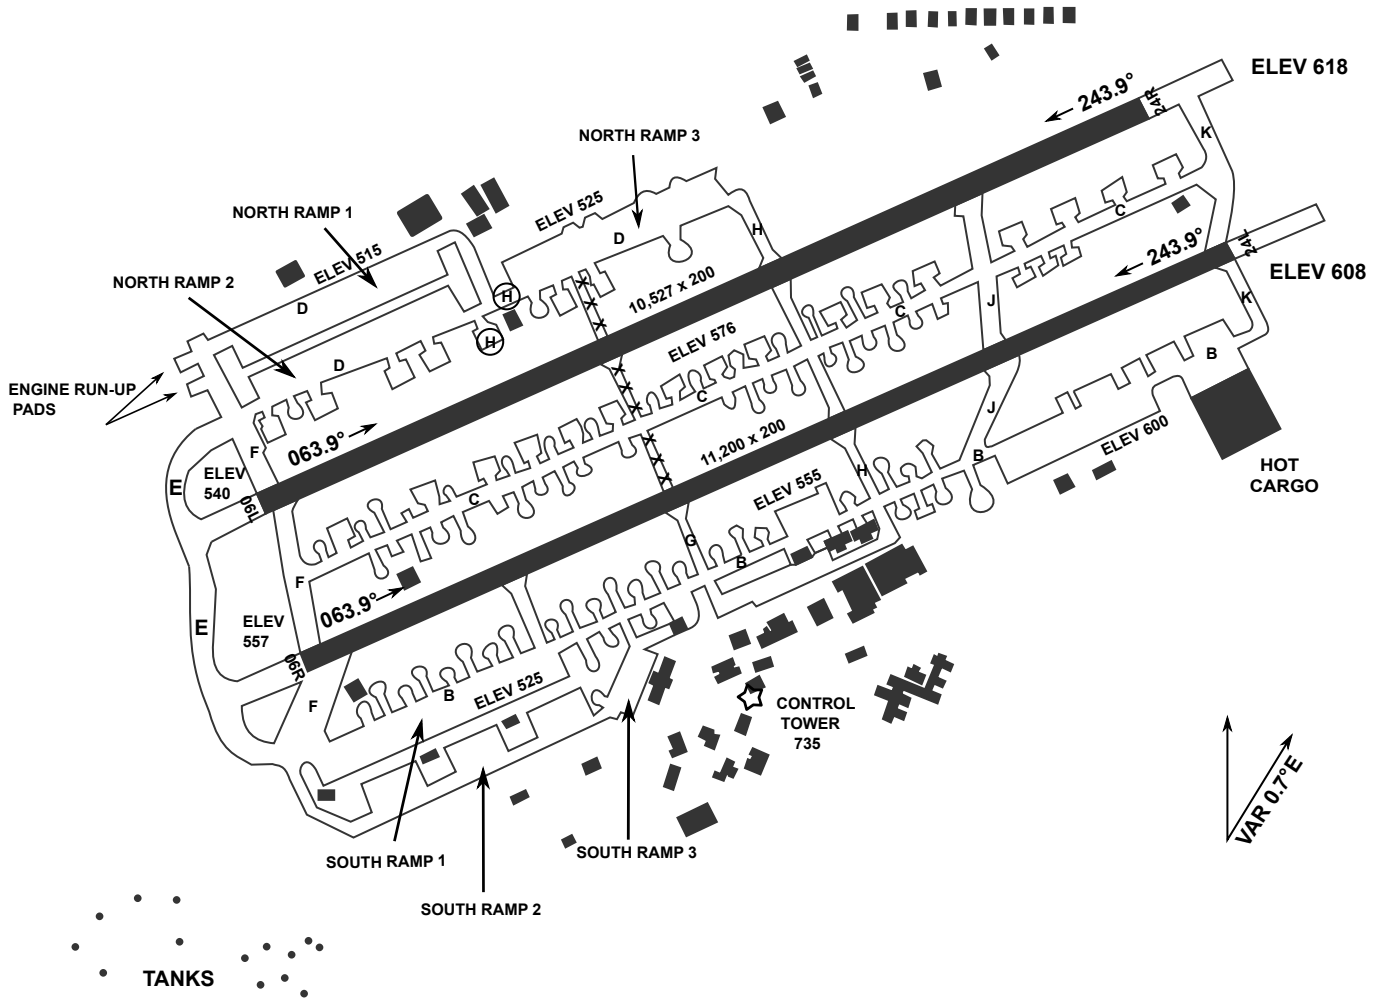 ELEV 618
243.9°
24R
K
NORTH RAMP 3
ELEV 525
D
H
C
NORTH RAMP 1
ELEV 515
D
243.9°
24L
ELEV 608
NORTH RAMP 2
H
H
10,527 x 200
J
K
ELEV 576
C
D
B
ENGINE RUN-UP
PADS
X
X
X
X
X
X
X
X
X
X
C
J
063.9°
F
ELEV
540
E
06L
11,200 x 200
ELEV 600
B
HOT
CARGO
H
C
ELEV 555
G
B
F
063.9°
E
ELEV
557
06R
F
B
ELEV 525
CONTROL
TOWER
735
VAR 0.7°E
SOUTH RAMP 1
SOUTH RAMP 3
SOUTH RAMP 2
TANKS